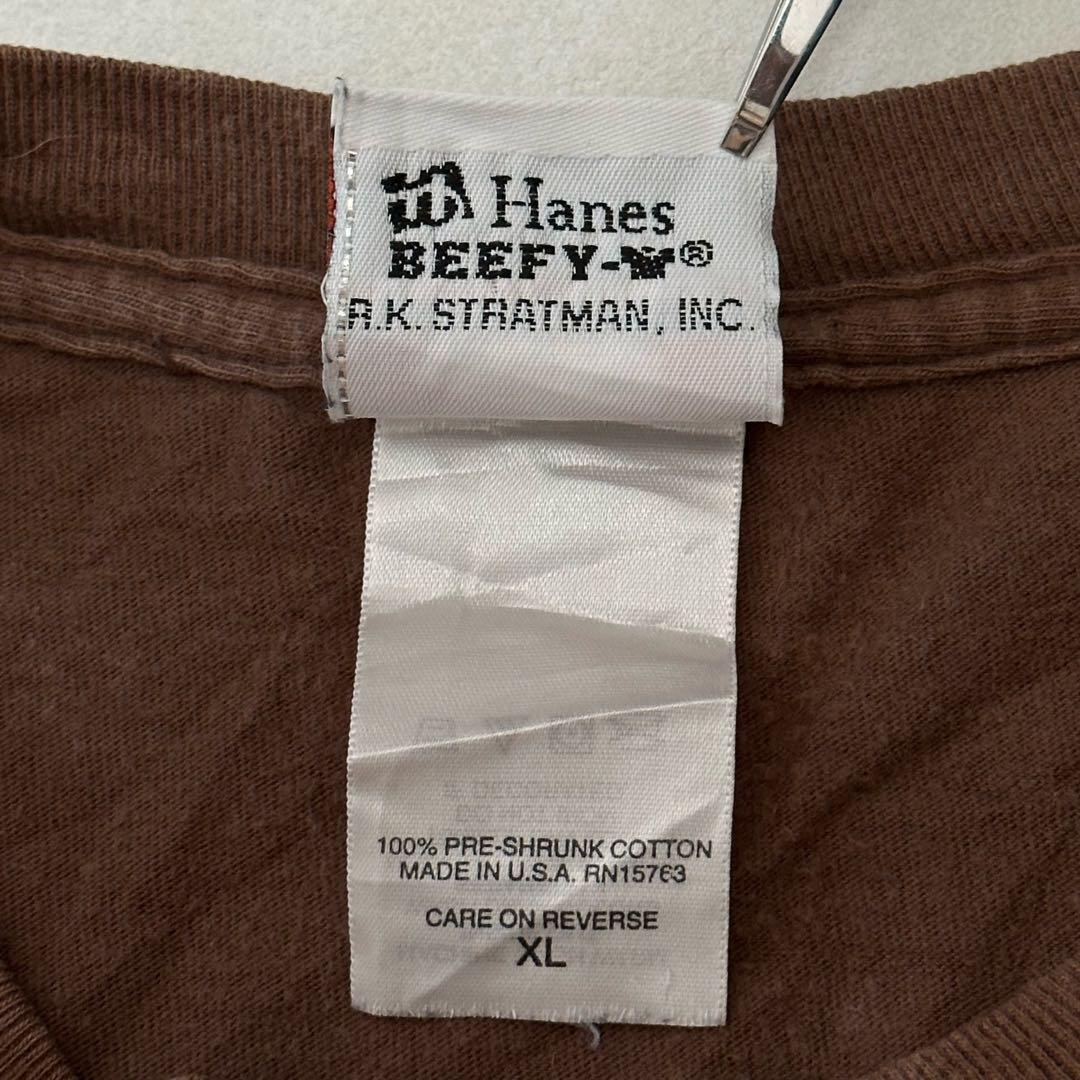 Hanes
BEEFY-T®
R.K. STRATMAN, INC.
100% PRE-SHRUNK COTTON
MADE IN U.S.A. RN15763
CARE ON REVERSE
XL